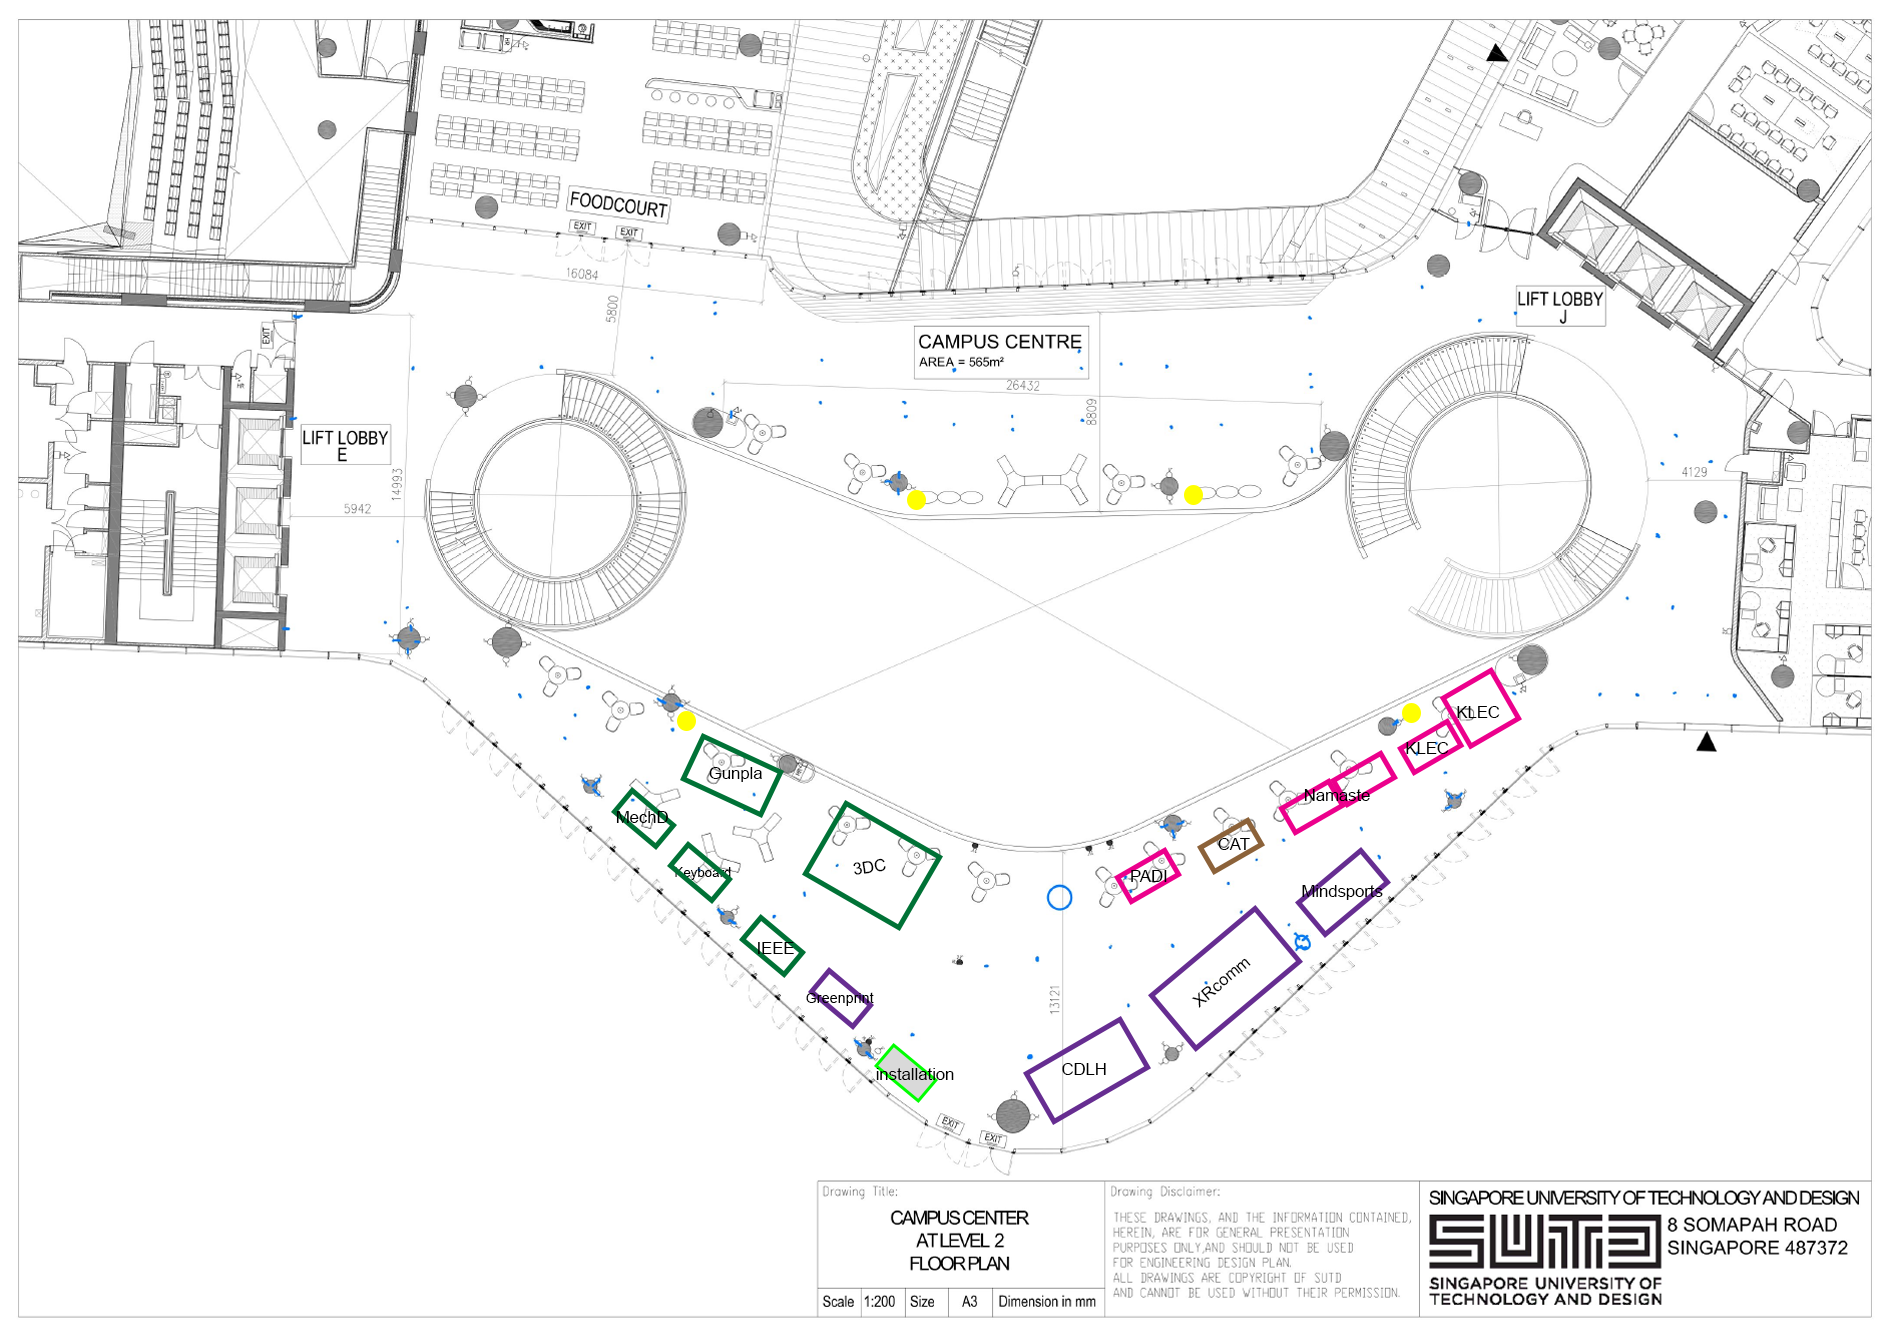 FOODCOURT
EXIT
EXIT
16084
5800
EXIT
CAMPUS CENTRE
AREA = 565m²
26432
8809
LIFT LOBBY
J
LIFT LOBBY
E
14993
5942
4129
KLEC
KLEC
Gunpla
Namaste
MechD
CAT
3DC
Keyboard
PADI
Mindsports
IEEE
XRcomm
Greenprint
13121
installation
CDLH
EXIT
EXIT
Drawing Title:
CAMPUS CENTER
AT LEVEL 2
FLOOR PLAN
Scale 1:200 Size A3 Dimension in mm
Drawing Disclaimer:
THESE DRAWINGS, AND THE INFORMATION CONTAINED,
HEREIN, ARE FOR GENERAL PRESENTATION
PURPOSES ONLY,AND SHOULD NOT BE USED
FOR ENGINEERING DESIGN PLAN.
ALL DRAWINGS ARE COPYRIGHT OF SUTD
AND CANNOT BE USED WITHOUT THEIR PERMISSION.
SINGAPORE UNIVERSITY OF TECHNOLOGY AND DESIGN
SUTD
8 SOMAPAH ROAD
SINGAPORE 487372
SINGAPORE UNIVERSITY OF
TECHNOLOGY AND DESIGN